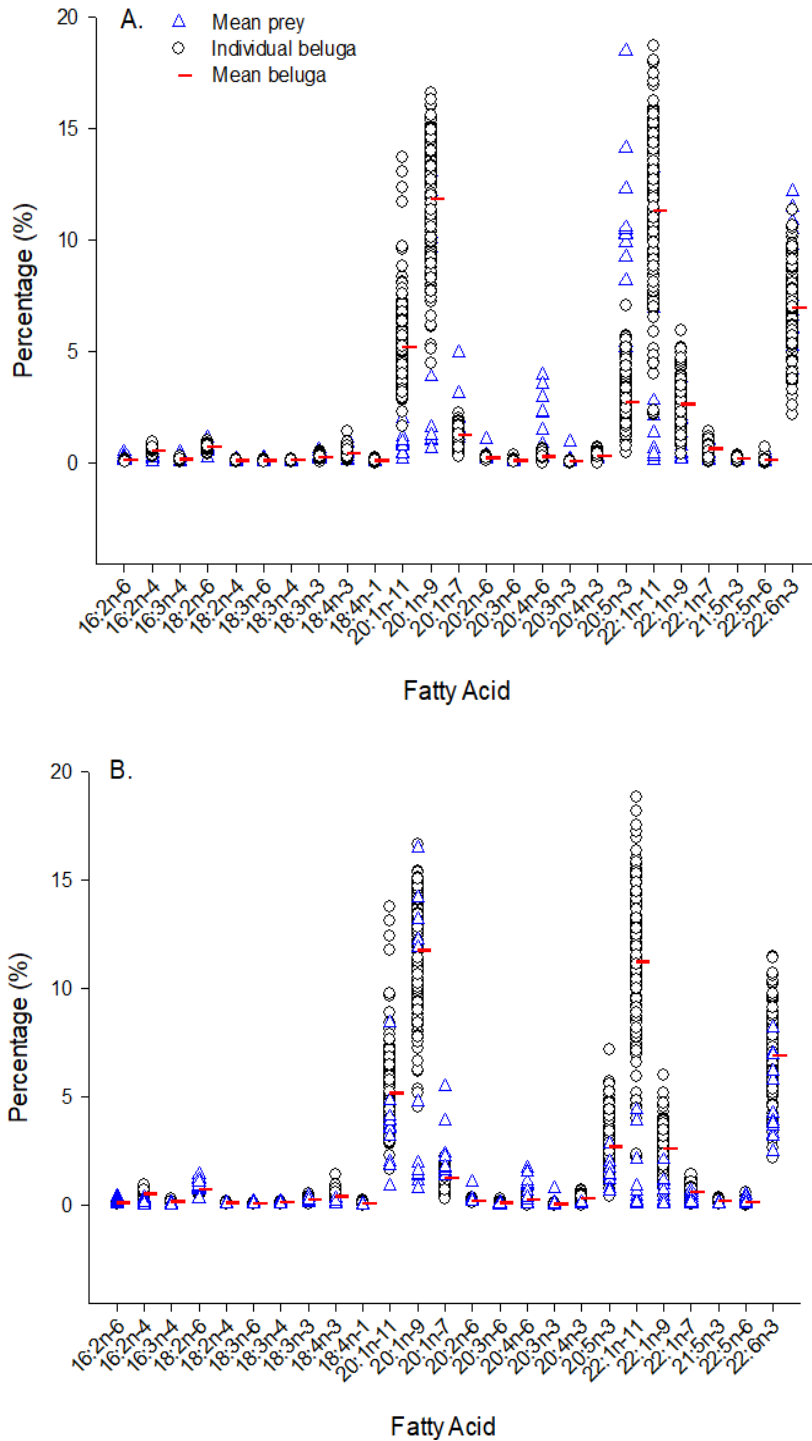 A.
Mean prey
Individual beluga
Mean beluga
20
15
10
5
0
Percentage (%)
16:2n-6
16:2n-4
16:3n-4
18:2n-6
18:2n-4
18:3n-6
18:3n-4
18:3n-3
18:4n-3
18:4n-1
20:1n-11
20:1n-9
20:1n-7
20:2n-6
20:3n-6
20:4n-6
20:3n-3
20:4n-3
20:5n-3
22:1n-11
22:1n-9
22:1n-7
21:5n-3
22:5n-6
22:6n-3
Fatty Acid
B.
20
15
10
5
0
Percentage (%)
16:2n-6
16:2n-4
16:3n-4
18:2n-6
18:2n-4
18:3n-6
18:3n-4
18:3n-3
18:4n-3
18:4n-1
20:1n-11
20:1n-9
20:1n-7
20:2n-6
20:3n-6
20:4n-6
20:3n-3
20:4n-3
20:5n-3
22:1n-11
22:1n-9
22:1n-7
21:5n-3
22:5n-6
22:6n-3
Fatty Acid